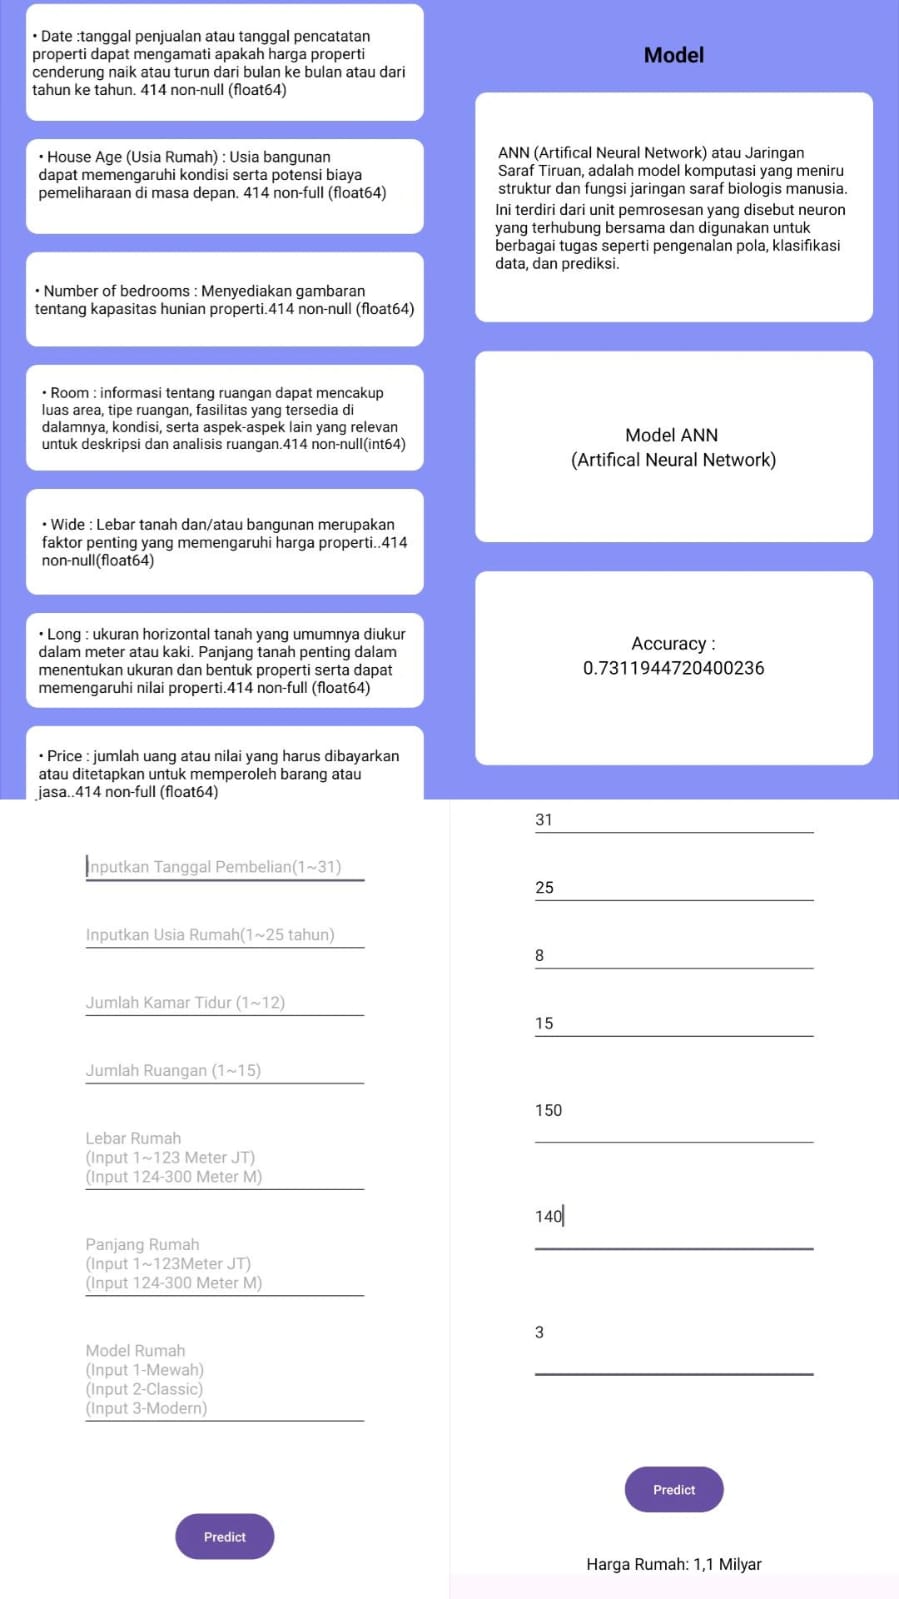 • Date :tanggal penjualan atau tanggal pencatatan
properti dapat mengamati apakah harga properti
cenderung naik atau turun dari bulan ke bulan atau dari
tahun ke tahun. 414 non-null (float64)
• House Age (Usia Rumah) : Usia bangunan
dapat memengaruhi kondisi serta potensi biaya
pemeliharaan di masa depan. 414 non-full (float64)
• Number of bedrooms : Menyediakan gambaran
tentang kapasitas hunian properti.414 non-null (float64)
• Room : informasi tentang ruangan dapat mencakup
luas area, tipe ruangan, fasilitas yang tersedia di
dalamnya, kondisi, serta aspek-aspek lain yang relevan
untuk deskripsi dan analisis ruangan.414 non-null(int64)
• Wide : Lebar tanah dan/atau bangunan merupakan
faktor penting yang memengaruhi harga properti..414
non-null(float64)
• Long : ukuran horizontal tanah yang umumnya diukur
dalam meter atau kaki. Panjang tanah penting dalam
menentukan ukuran dan bentuk properti serta dapat
memengaruhi nilai properti.414 non-full (float64)
• Price : jumlah uang atau nilai yang harus dibayarkan
atau ditetapkan untuk memperoleh barang atau
jasa..414 non-full (float64)
Model
ANN (Artifical Neural Network) atau Jaringan
Saraf Tiruan, adalah model komputasi yang meniru
struktur dan fungsi jaringan saraf biologis manusia.
Ini terdiri dari unit pemrosesan yang disebut neuron
yang terhubung bersama dan digunakan untuk
berbagai tugas seperti pengenalan pola, klasifikasi
data, dan prediksi.
Model ANN
(Artifical Neural Network)
Accuracy :
0.7311944720400236
Inputkan Tanggal Pembelian(1~31)
Inputkan Usia Rumah(1~25 tahun)
Jumlah Kamar Tidur (1~12)
Jumlah Ruangan (1~15)
Lebar Rumah
(Input 1~123 Meter JT)
(Input 124-300 Meter M)
Panjang Rumah
(Input 1~123Meter JT)
(Input 124-300 Meter M)
Model Rumah
(Input 1-Mewah)
(Input 2-Classic)
(Input 3-Modern)
Predict
31
25
8
15
150
140
3
Predict
Harga Rumah: 1,1 Milyar